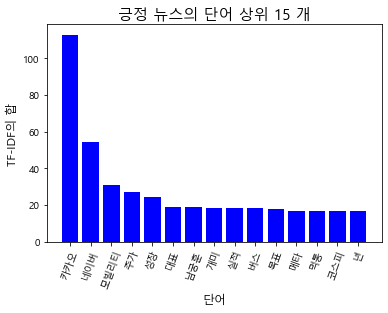 긍정 뉴스의 단어 상위 15 개
TF-IDF의 합
100
80
60
40
20
0
카카오
네이버
모빌리티
주가
성장
대표
남궁훈
개미
실적
버스
목표
메타
먹통
코스피
년
단어